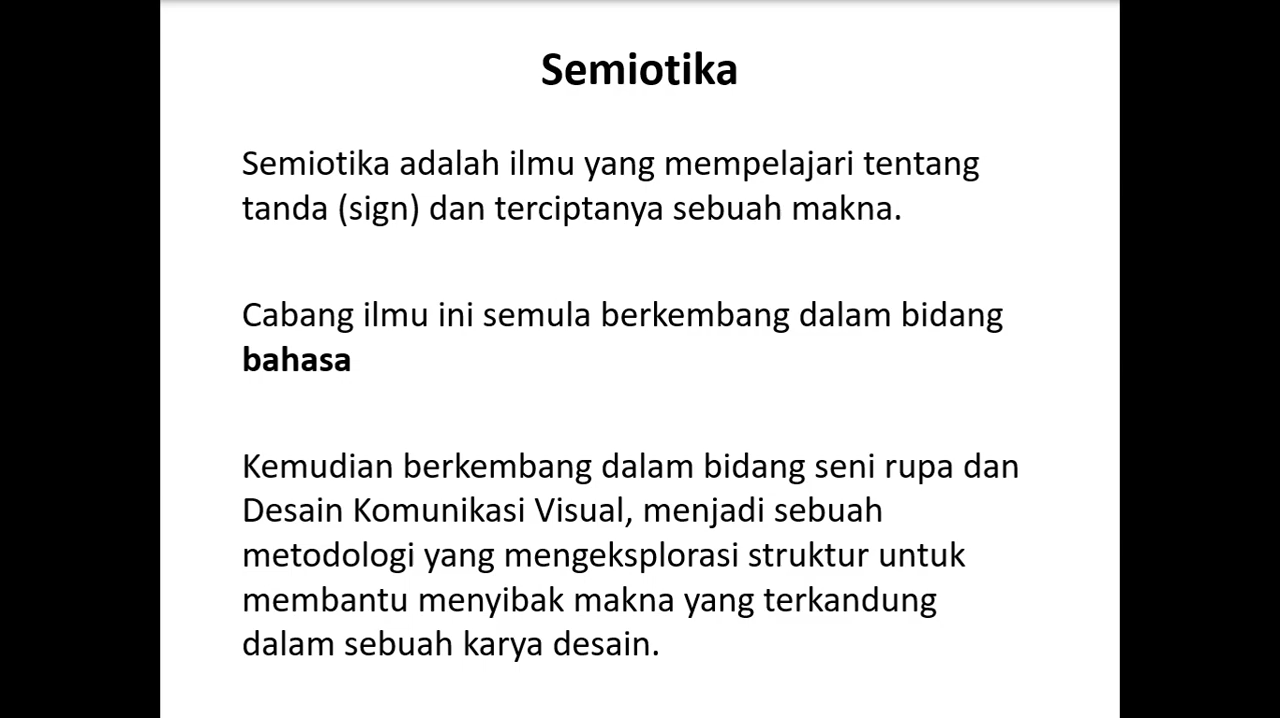 Semiotika
Semiotika adalah ilmu yang mempelajari tentang
tanda (sign) dan terciptanya sebuah makna.
Cabang ilmu ini semula berkembang dalam bidang
bahasa
Kemudian berkembang dalam bidang seni rupa dan
Desain Komunikasi Visual, menjadi sebuah
metodologi yang mengeksplorasi struktur untuk
membantu menyibak makna yang terkandung
dalam sebuah karya desain.